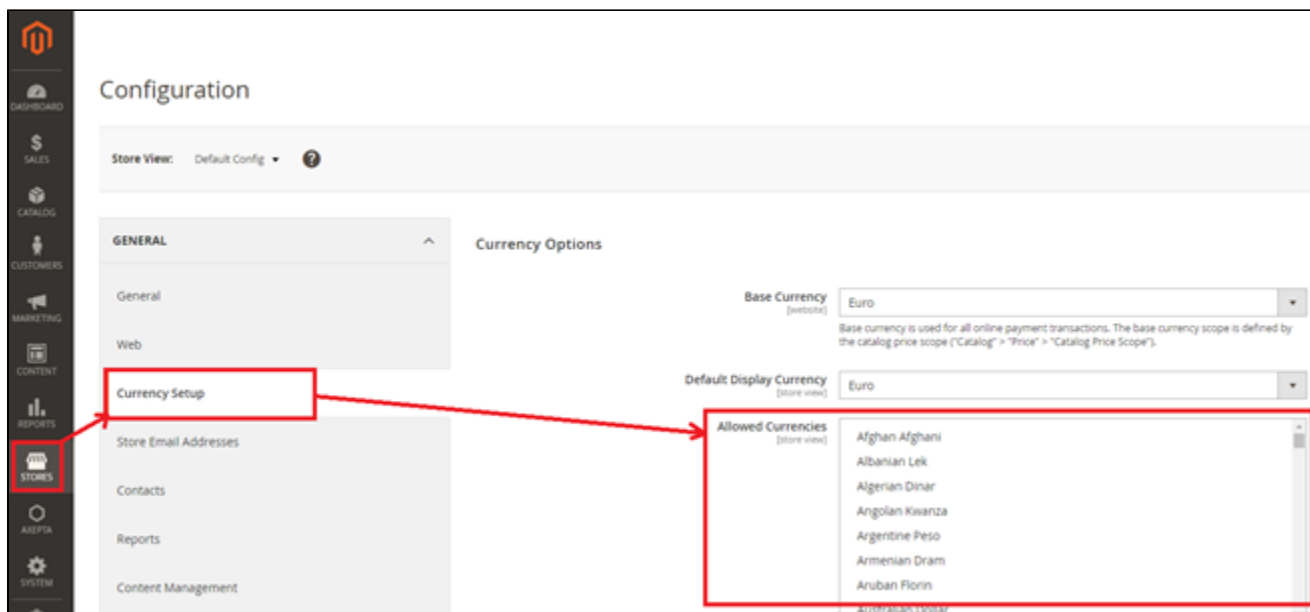 Configuration
DASHBOARD
SALES
CATALOG
CUSTOMERS
MARKETING
CONTENT
REPORTS
STORES
AXEPTA
SYSTEM
Store View: Default Config
GENERAL
General
Web
Currency Setup
Store Email Addresses
Contacts
Reports
Content Management
Currency Options
Base Currency
[website]
Euro
Base currency is used for all online payment transactions. The base currency scope is defined by
the catalog price scope ("Catalog" > "Price" > "Catalog Price Scope").
Default Display Currency
[store view]
Euro
Allowed Currencies
[store view]
Afghan Afghani
Albanian Lek
Algerian Dinar
Angolan Kwanza
Argentine Peso
Armenian Dram
Aruban Florin
Australian Dollar